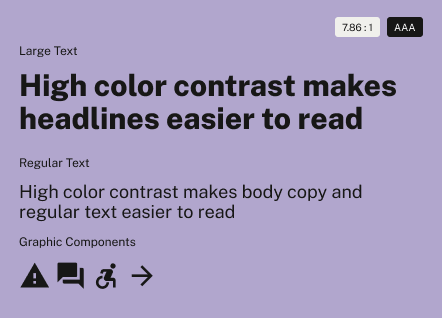 7.86 : 1 AAA
Large Text
High color contrast makes
headlines easier to read
Regular Text
High color contrast makes body copy and
regular text easier to read
Graphic Components